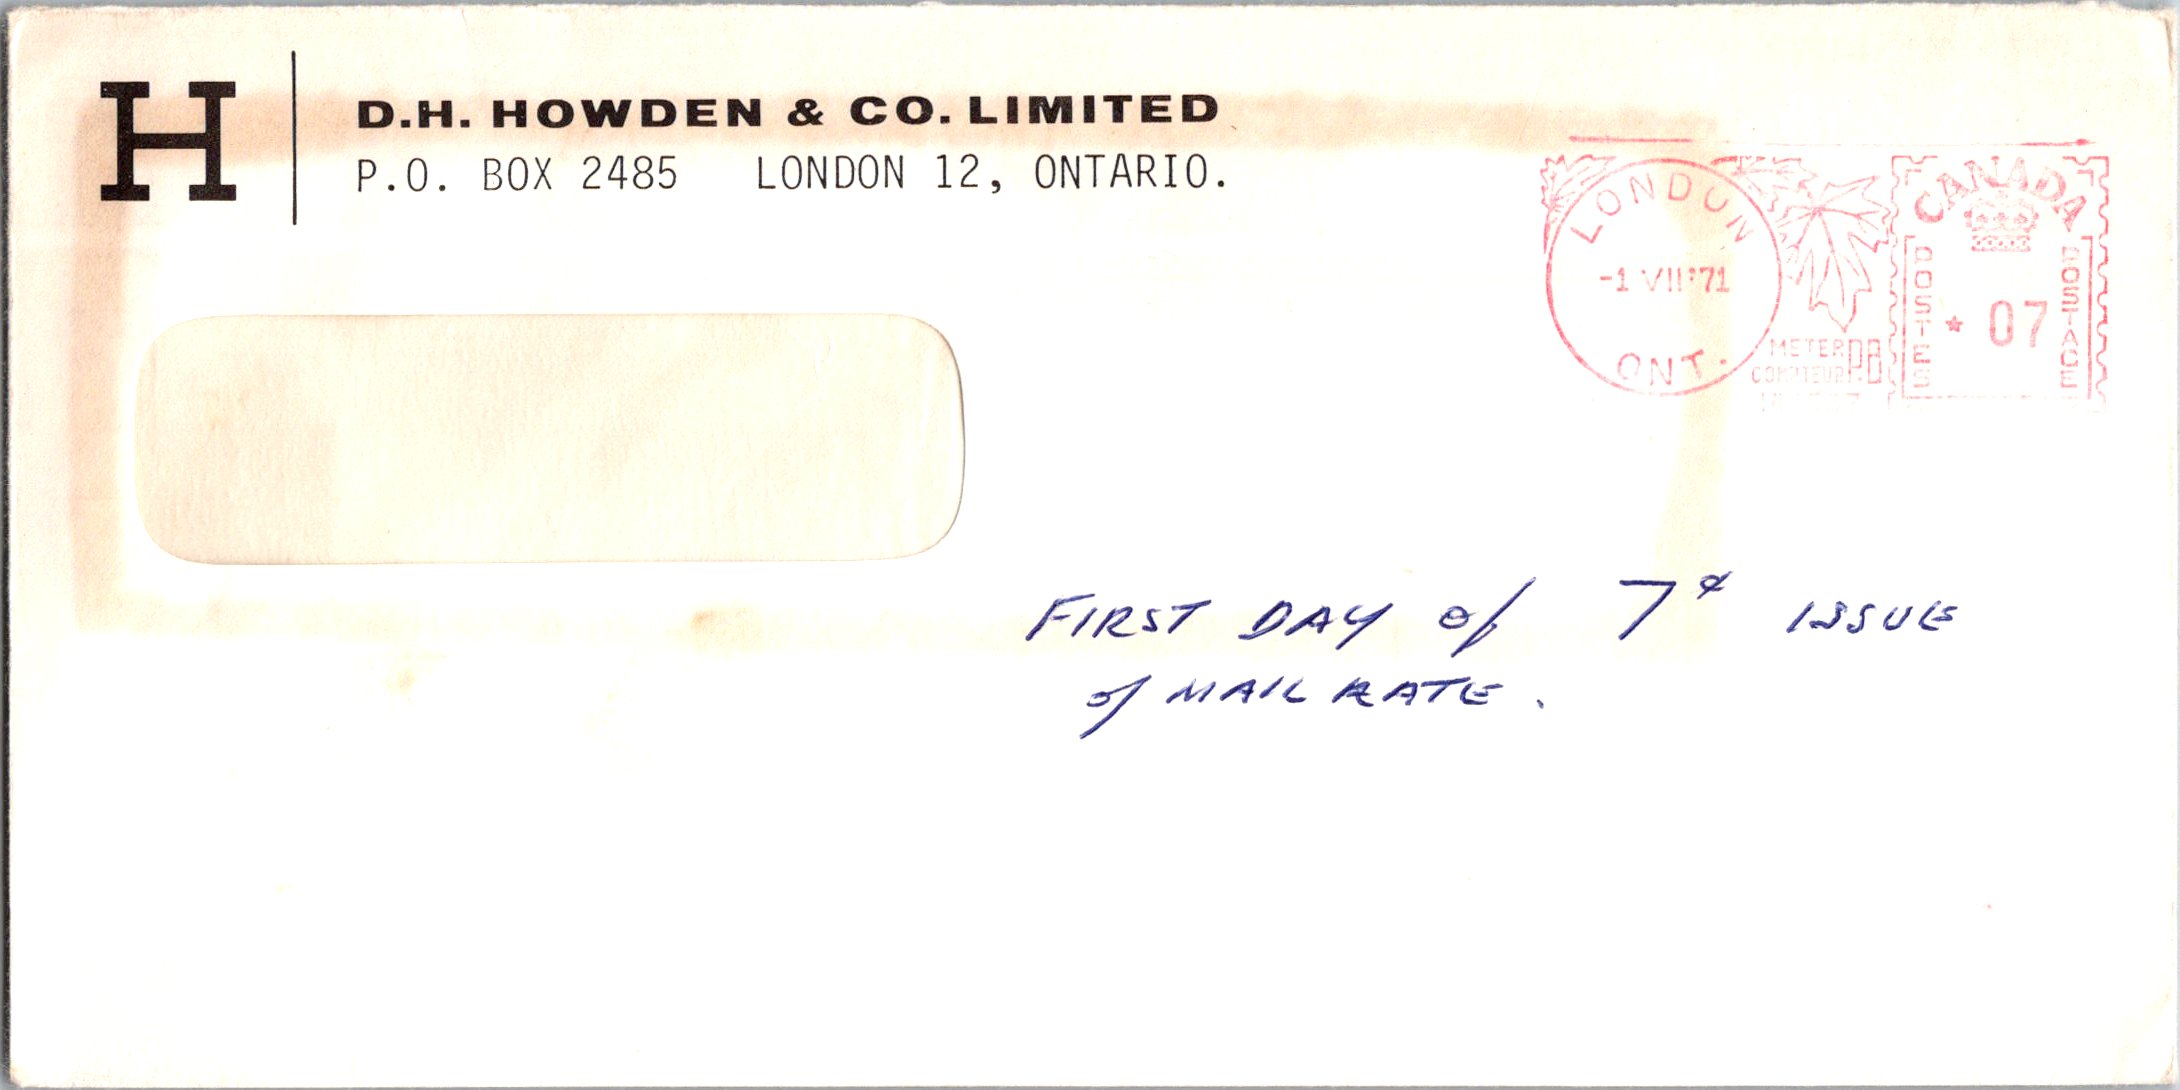 H
D.H. HOWDEN & CO. LIMITED
P.O. BOX 2485 LONDON 12, ONTARIO.
LONDON
-1 VII '71
ONT.
METER
COMPTEUR
P.B.
CANADA
POSTES
POSTAGE
* 07
FIRST DAY of 7¢ ISSUE
of MAIL RATE.